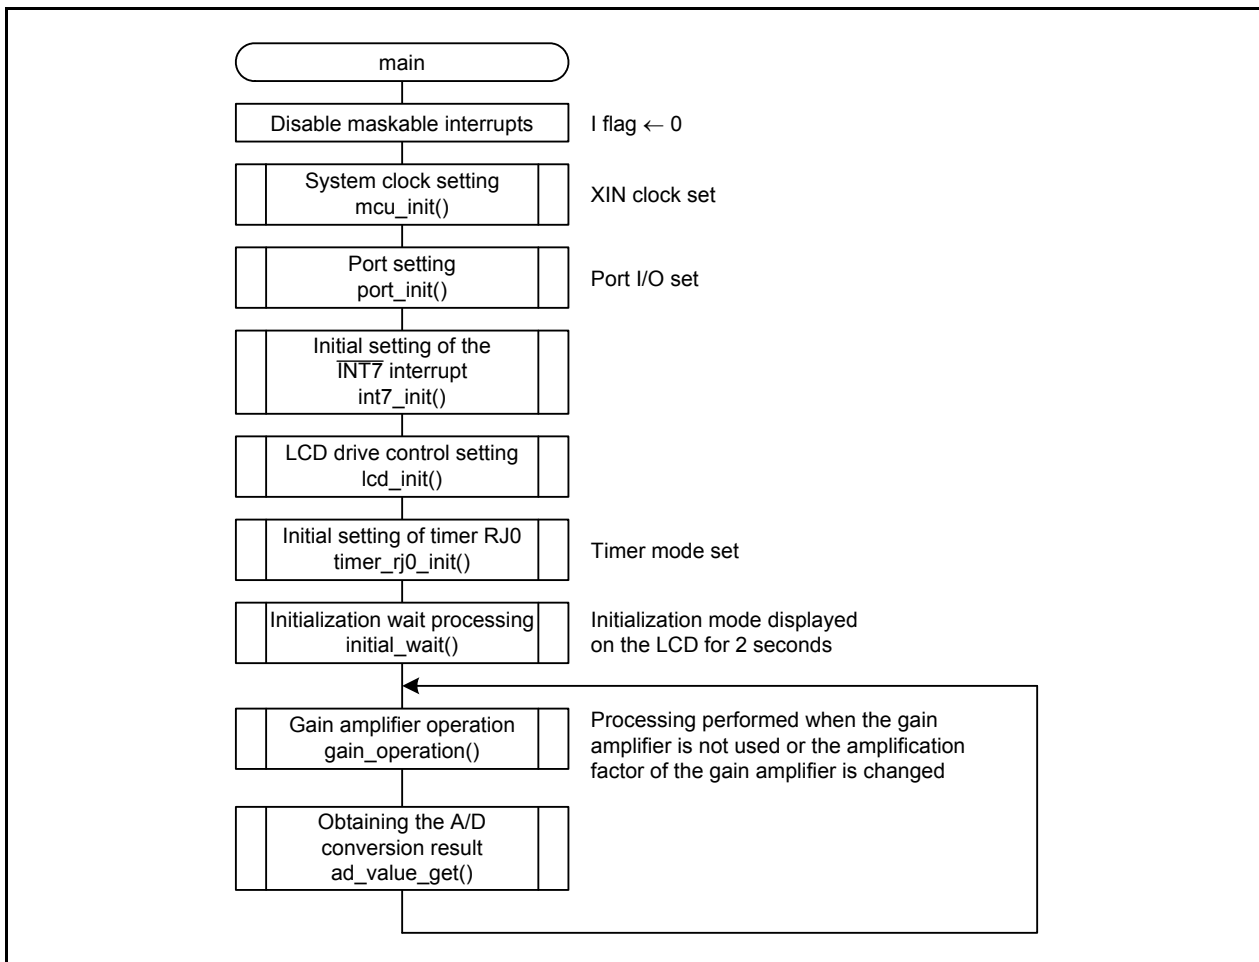 main
Disable maskable interrupts
I flag ← 0
System clock setting
mcu_init()
XIN clock set
Port setting
port_init()
Port I/O set
Initial setting of the
I̅N̅T̅7̅ interrupt
int7_init()
LCD drive control setting
lcd_init()
Initial setting of timer RJ0
timer_rj0_init()
Timer mode set
Initialization wait processing
initial_wait()
Initialization mode displayed
on the LCD for 2 seconds
Gain amplifier operation
gain_operation()
Processing performed when the gain
amplifier is not used or the amplification
factor of the gain amplifier is changed
Obtaining the A/D
conversion result
ad_value_get()